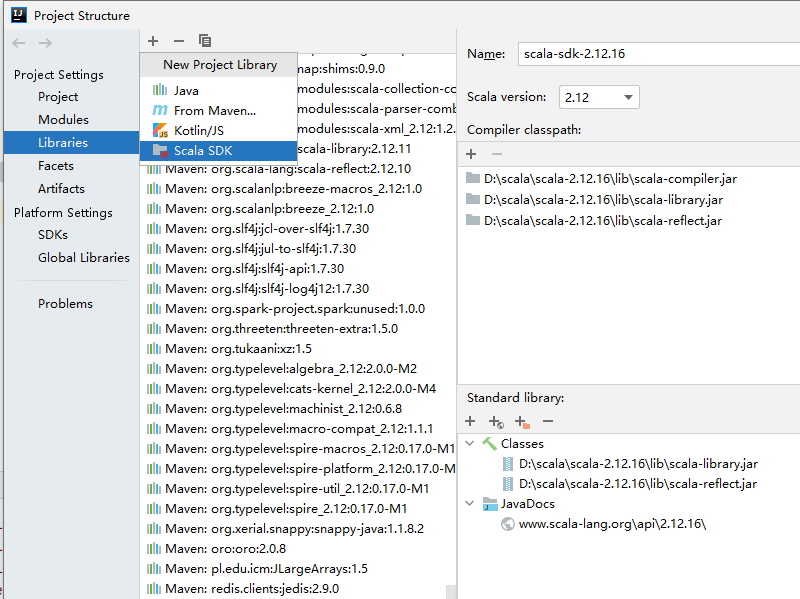 Project Structure
Project Settings
Project
Modules
Libraries
Facets
Artifacts
Platform Settings
SDKs
Global Libraries
Problems
New Project Library
Java
From Maven...
Kotlin/JS
Scala SDK
map:shims:0.9.0
modules:scala-collection-co
modules:scala-parser-comb
modules:scala-xml_2.12:1.2.
scala-library:2.12.11
Maven: org.scala-lang:scala-reflect:2.12.10
Maven: org.scalanlp:breeze-macros_2.12:1.0
Maven: org.scalanlp:breeze_2.12:1.0
Maven: org.slf4j:jcl-over-slf4j:1.7.30
Maven: org.slf4j:jul-to-slf4j:1.7.30
Maven: org.slf4j:slf4j-api:1.7.30
Maven: org.slf4j:slf4j-log4j12:1.7.30
Maven: org.spark-project.spark:unused:1.0.0
Maven: org.threeten:threeten-extra:1.5.0
Maven: org.tukaani:xz:1.5
Maven: org.typelevel:algebra_2.12:2.0.0-M2
Maven: org.typelevel:cats-kernel_2.12:2.0.0-M4
Maven: org.typelevel:machinist_2.12:0.6.8
Maven: org.typelevel:macro-compat_2.12:1.1.1
Maven: org.typelevel:spire-macros_2.12:0.17.0-M1
Maven: org.typelevel:spire-platform_2.12:0.17.0-M
Maven: org.typelevel:spire-util_2.12:0.17.0-M1
Maven: org.typelevel:spire_2.12:0.17.0-M1
Maven: org.xerial.snappy:snappy-java:1.1.8.2
Maven: oro:oro:2.0.8
Maven: pl.edu.icm:JLargeArrays:1.5
Maven: redis.clients:jedis:2.9.0
Name: scala-sdk-2.12.16
Scala version: 2.12
Compiler classpath:
D:\scala\scala-2.12.16\lib\scala-compiler.jar
D:\scala\scala-2.12.16\lib\scala-library.jar
D:\scala\scala-2.12.16\lib\scala-reflect.jar
Standard library:
Classes
D:\scala\scala-2.12.16\lib\scala-library.jar
D:\scala\scala-2.12.16\lib\scala-reflect.jar
JavaDocs
www.scala-lang.org\api\2.12.16\